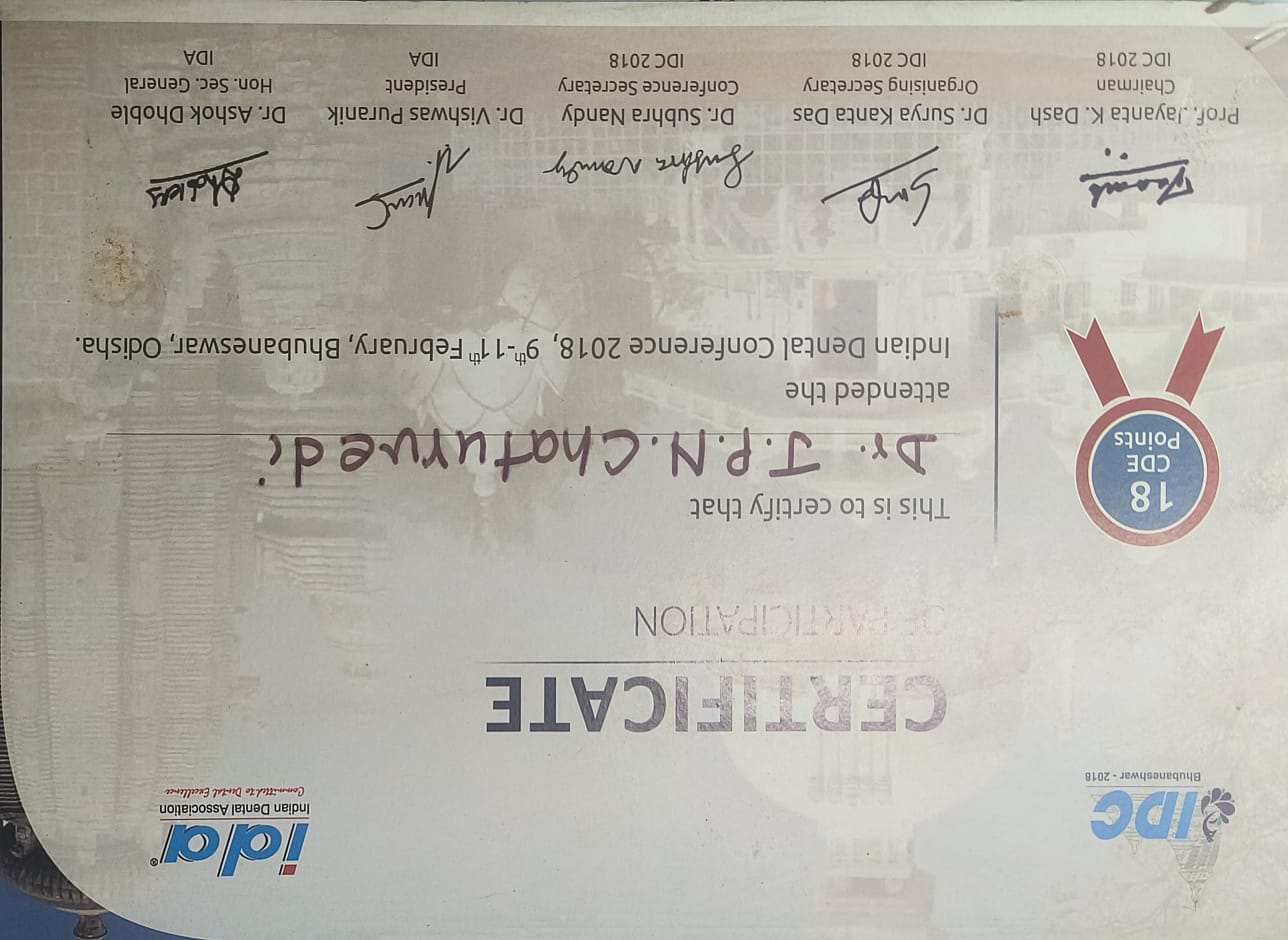 IDC
Bhubaneshwar - 2018
ida®
Indian Dental Association
Committed to Dental Excellence
CERTIFICATE
OF PARTICIPATION
18
CDE
Points
This is to certify that
Dr. J.P.N. Chaturvedi
attended the
Indian Dental Conference 2018, 9th-11th February, Bhubaneswar, Odisha.
Subhra Nandy
Prof. Jayanta K. Dash
Chairman
IDC 2018
Dr. Surya Kanta Das
Organising Secretary
IDC 2018
Dr. Subhra Nandy
Conference Secretary
IDC 2018
Dr. Vishwas Puranik
President
IDA
Dr. Ashok Dhoble
Hon. Sec. General
IDA